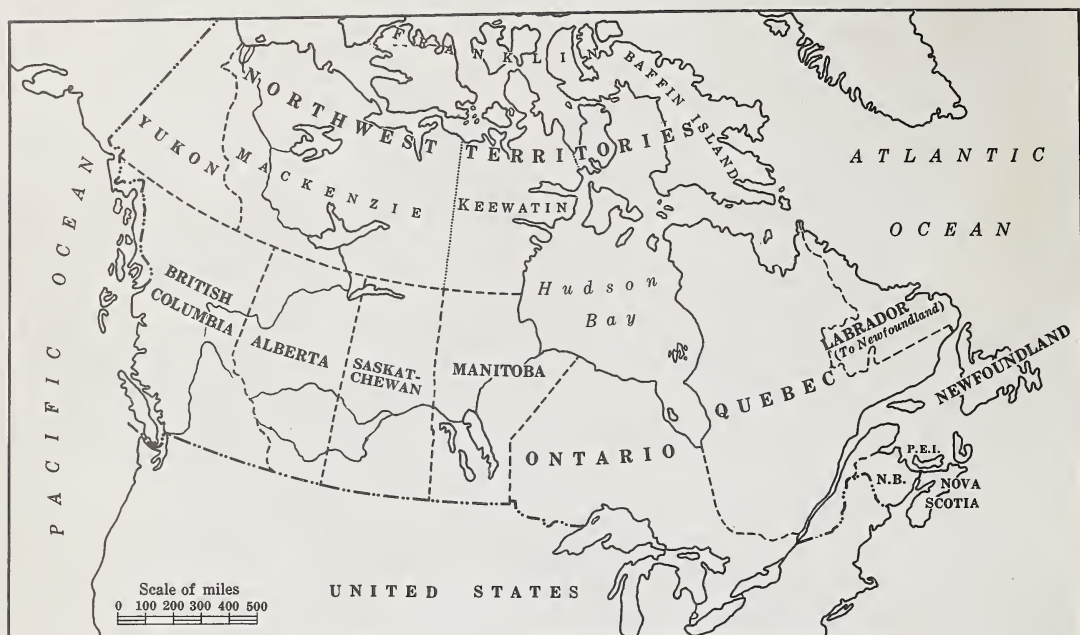 FRANKLIN
BAFFIN ISLAND
NORTHWEST TERRITORIES
YUKON
MACKENZIE
KEEWATIN
ATLANTIC
OCEAN
PACIFIC OCEAN
Hudson
Bay
BRITISH
COLUMBIA
ALBERTA
SASKAT-
CHEWAN
MANITOBA
LABRADOR
(To Newfoundland)
NEWFOUNDLAND
QUEBEC
ONTARIO
P.E.I.
N.B.
NOVA
SCOTIA
UNITED STATES
Scale of miles
0 100 200 300 400 500